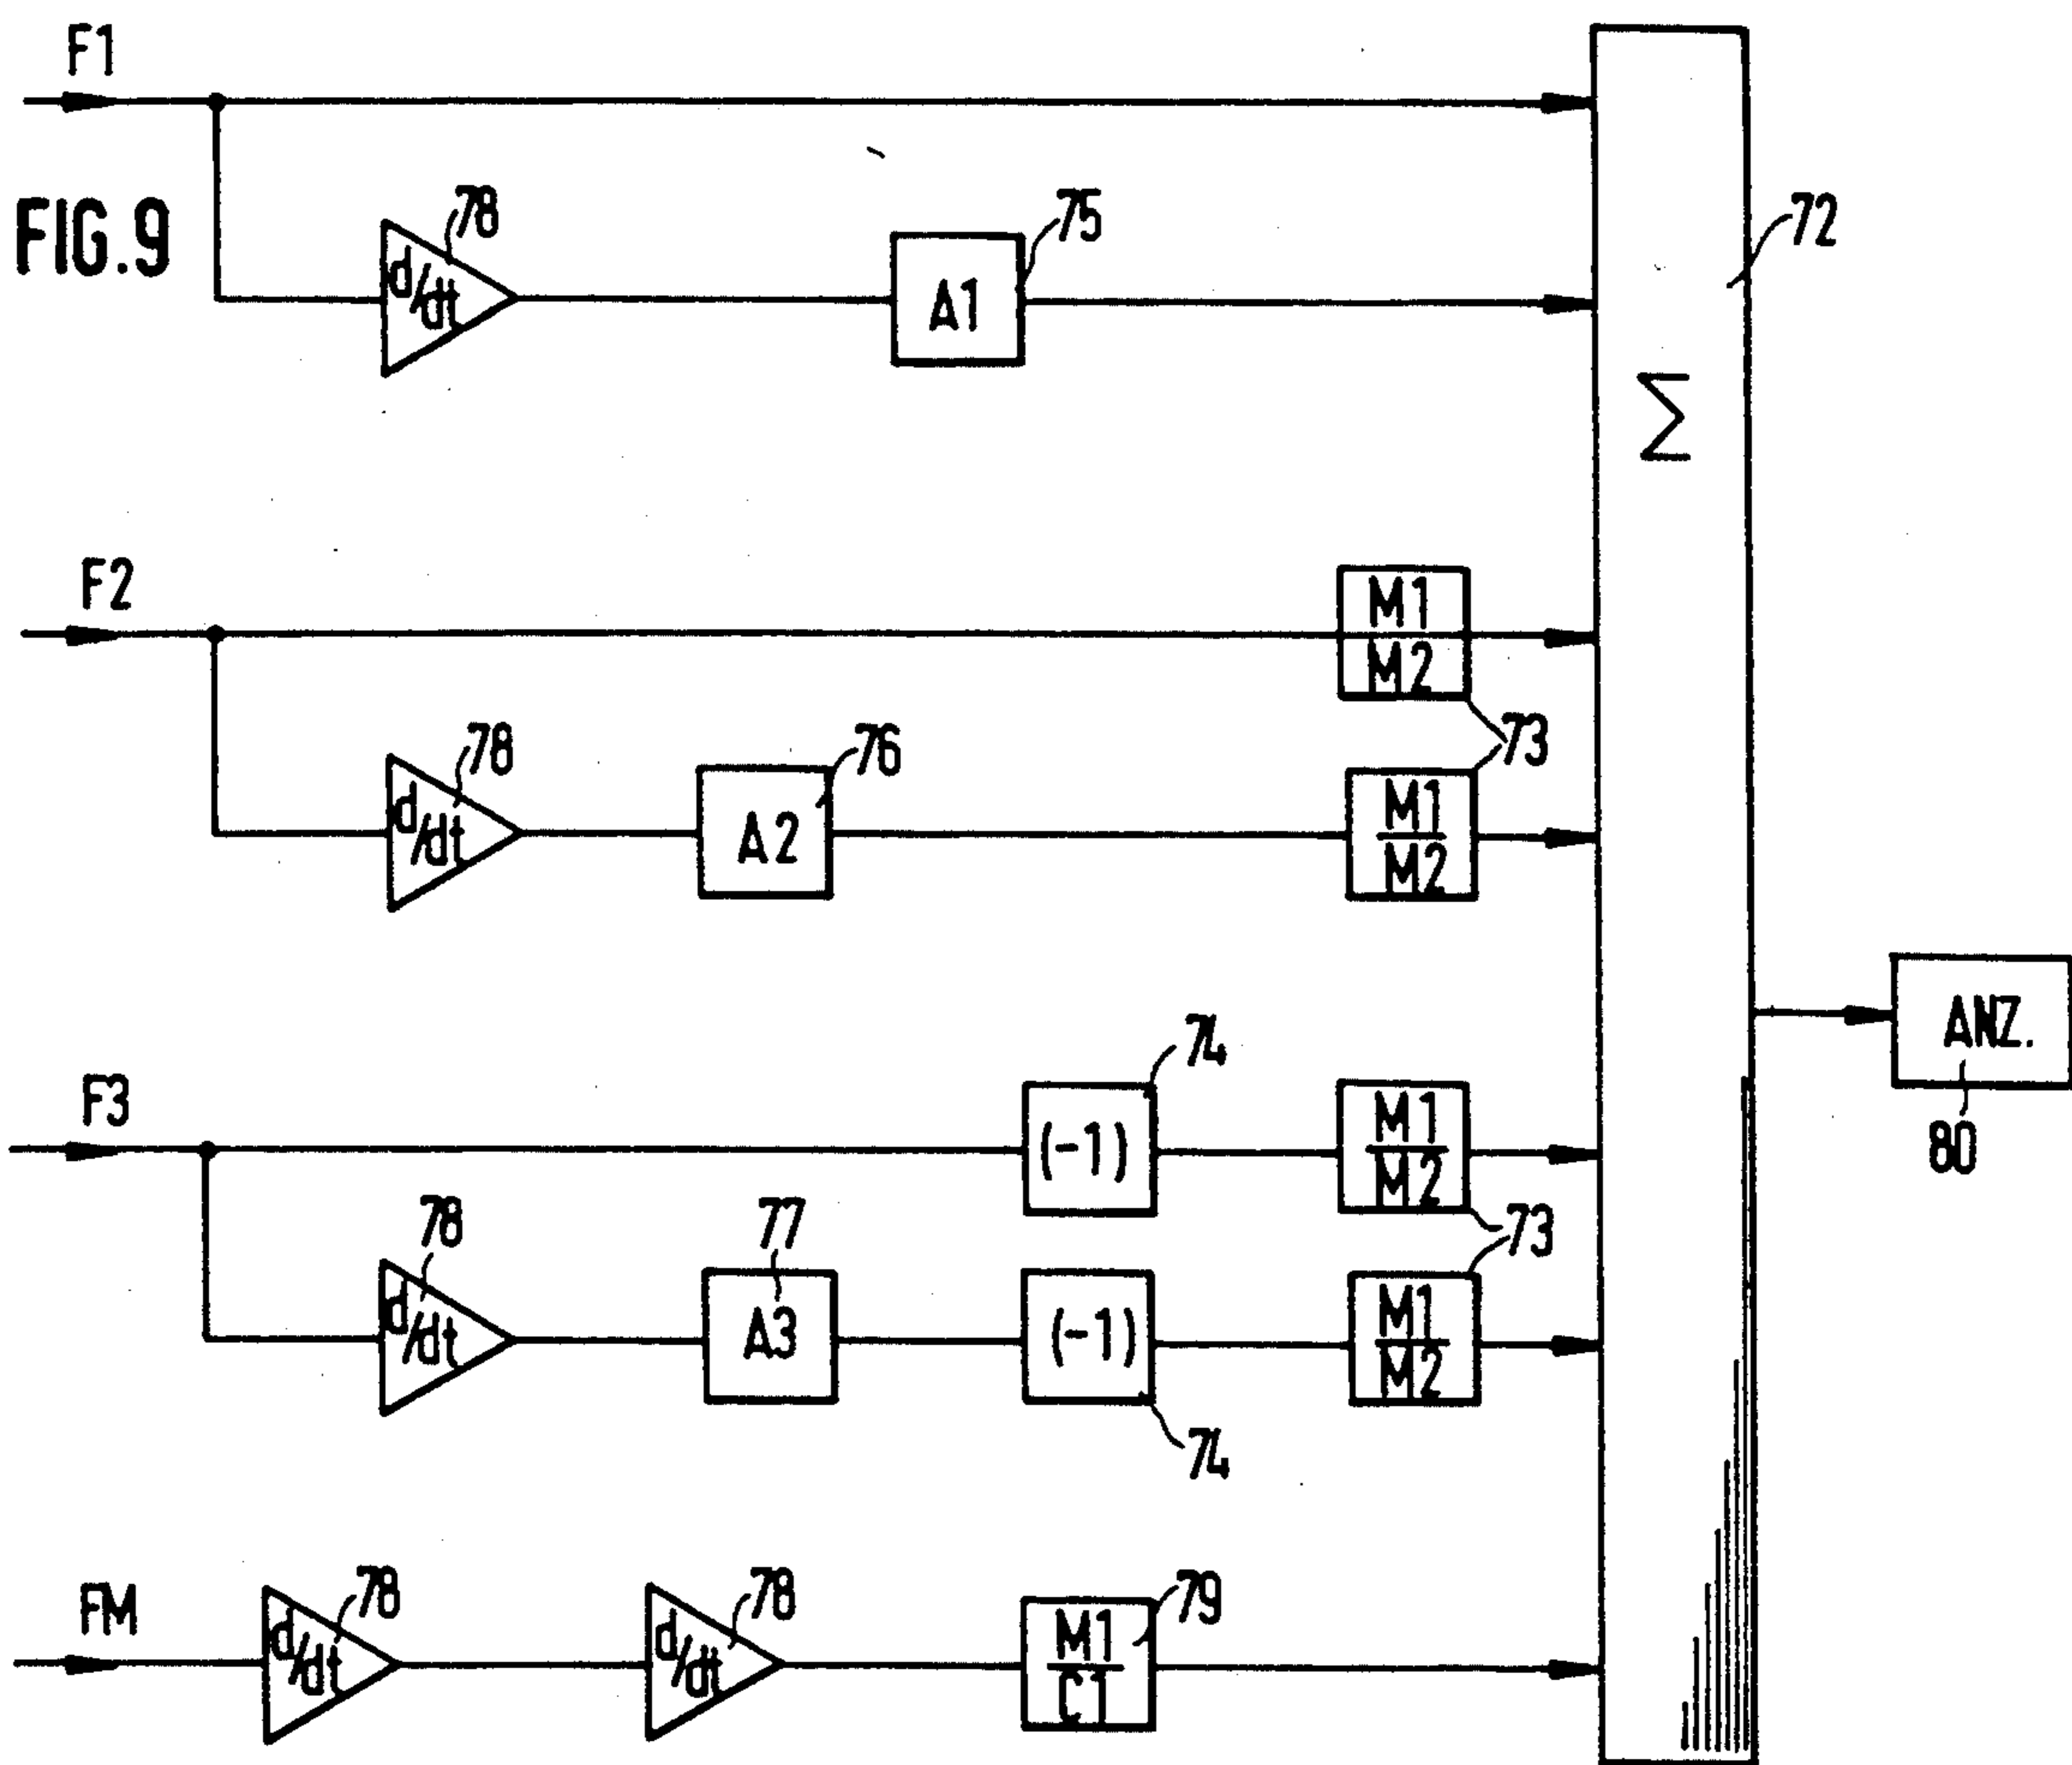 F1
FIG.9
78
d/dt
A1
75
72
Σ
F2
M1
M2
73
78
d/dt
A2
76
M1
M2
F3
74
(-1)
M1
M2
73
ANZ.
80
78
d/dt
77
A3
(-1)
74
M1
M2
FM
78
d/dt
78
d/dt
79
M1
C1